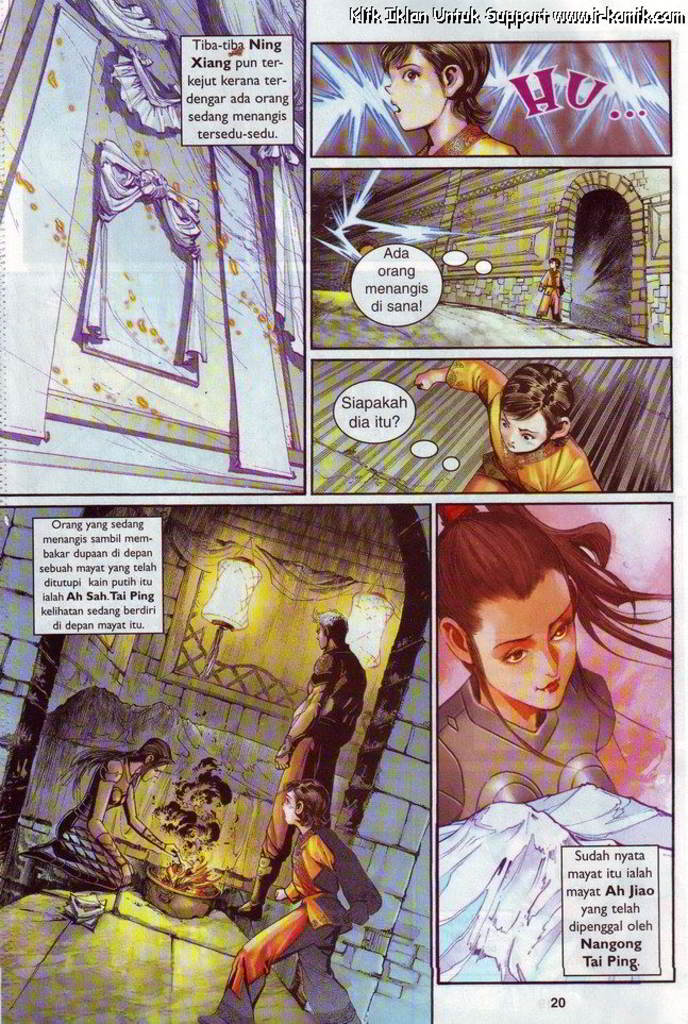 Klik Iklan Untuk Support www.ir-komik.com
Tiba-tiba Ning
Xiang pun ter-
kejut kerana ter-
dengar ada orang
sedang menangis
tersedu-sedu.
HU...
Ada
orang
menangis
di sana!
Siapakah
dia itu?
Orang yang sedang
menangis sambil mem-
bakar dupaan di depan
sebuah mayat yang telah
ditutupi kain putih itu
ialah Ah Sah. Tai Ping
kelihatan sedang berdiri
di depan mayat itu.
Sudah nyata
mayat itu ialah
mayat Ah Jiao
yang telah
dipenggal oleh
Nangong
Tai Ping.
20